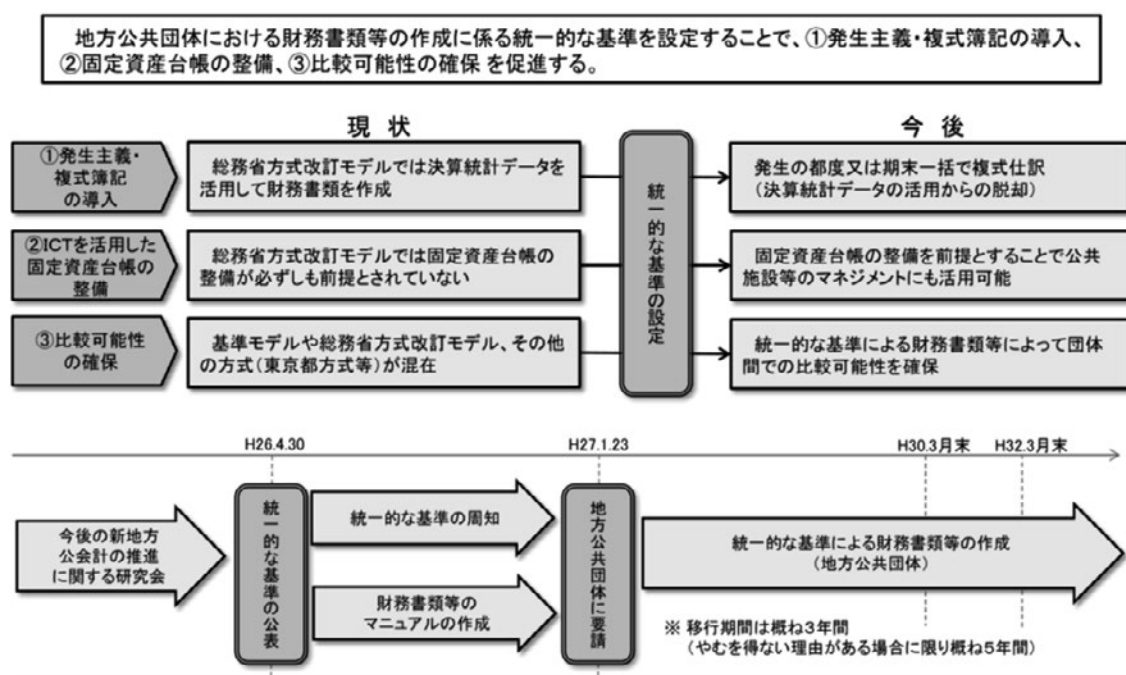 地方公共団体における財務書類等の作成に係る統一的な基準を設定することで、①発生主義・複式簿記の導入、
②固定資産台帳の整備、③比較可能性の確保 を促進する。
現 状
今 後
①発生主義・
複式簿記
の導入
総務省方式改訂モデルでは決算統計データを
活用して財務書類を作成
発生の都度又は期末一括で複式仕訳
(決算統計データの活用からの脱却)
②ICTを活用した
固定資産台帳の
整備
総務省方式改訂モデルでは固定資産台帳の
整備が必ずしも前提とされていない
統一的な基準の設定
固定資産台帳の整備を前提とすることで公共
施設等のマネジメントにも活用可能
③比較可能性
の確保
基準モデルや総務省方式改訂モデル、その他
の方式(東京都方式等)が混在
統一的な基準による財務書類等によって団体
間での比較可能性を確保
H26.4.30
H27.1.23
H30.3月末
H32.3月末
今後の新地方
公会計の推進
に関する研究会
統一的な基準の公表
統一的な基準の周知
財務書類等の
マニュアルの作成
地方公共団体に要請
統一的な基準による財務書類等の作成
(地方公共団体)
※ 移行期間は概ね3年間
(やむを得ない理由がある場合に限り概ね5年間)